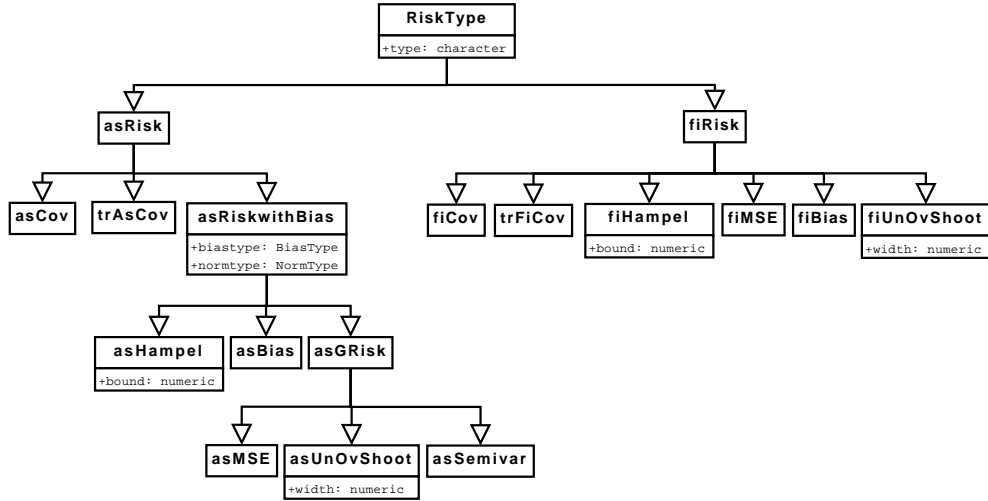 RiskType
+type: character
asRisk
fiRisk
asCov
trAsCov
asRiskwithBias
+biastype: BiasType
+normtype: NormType
fiCov
trFiCov
fiHampel
+bound: numeric
fiMSE
fiBias
fiUnOvShoot
+width: numeric
asHampel
+bound: numeric
asBias
asGRisk
asMSE
asUnOvShoot
+width: numeric
asSemivar